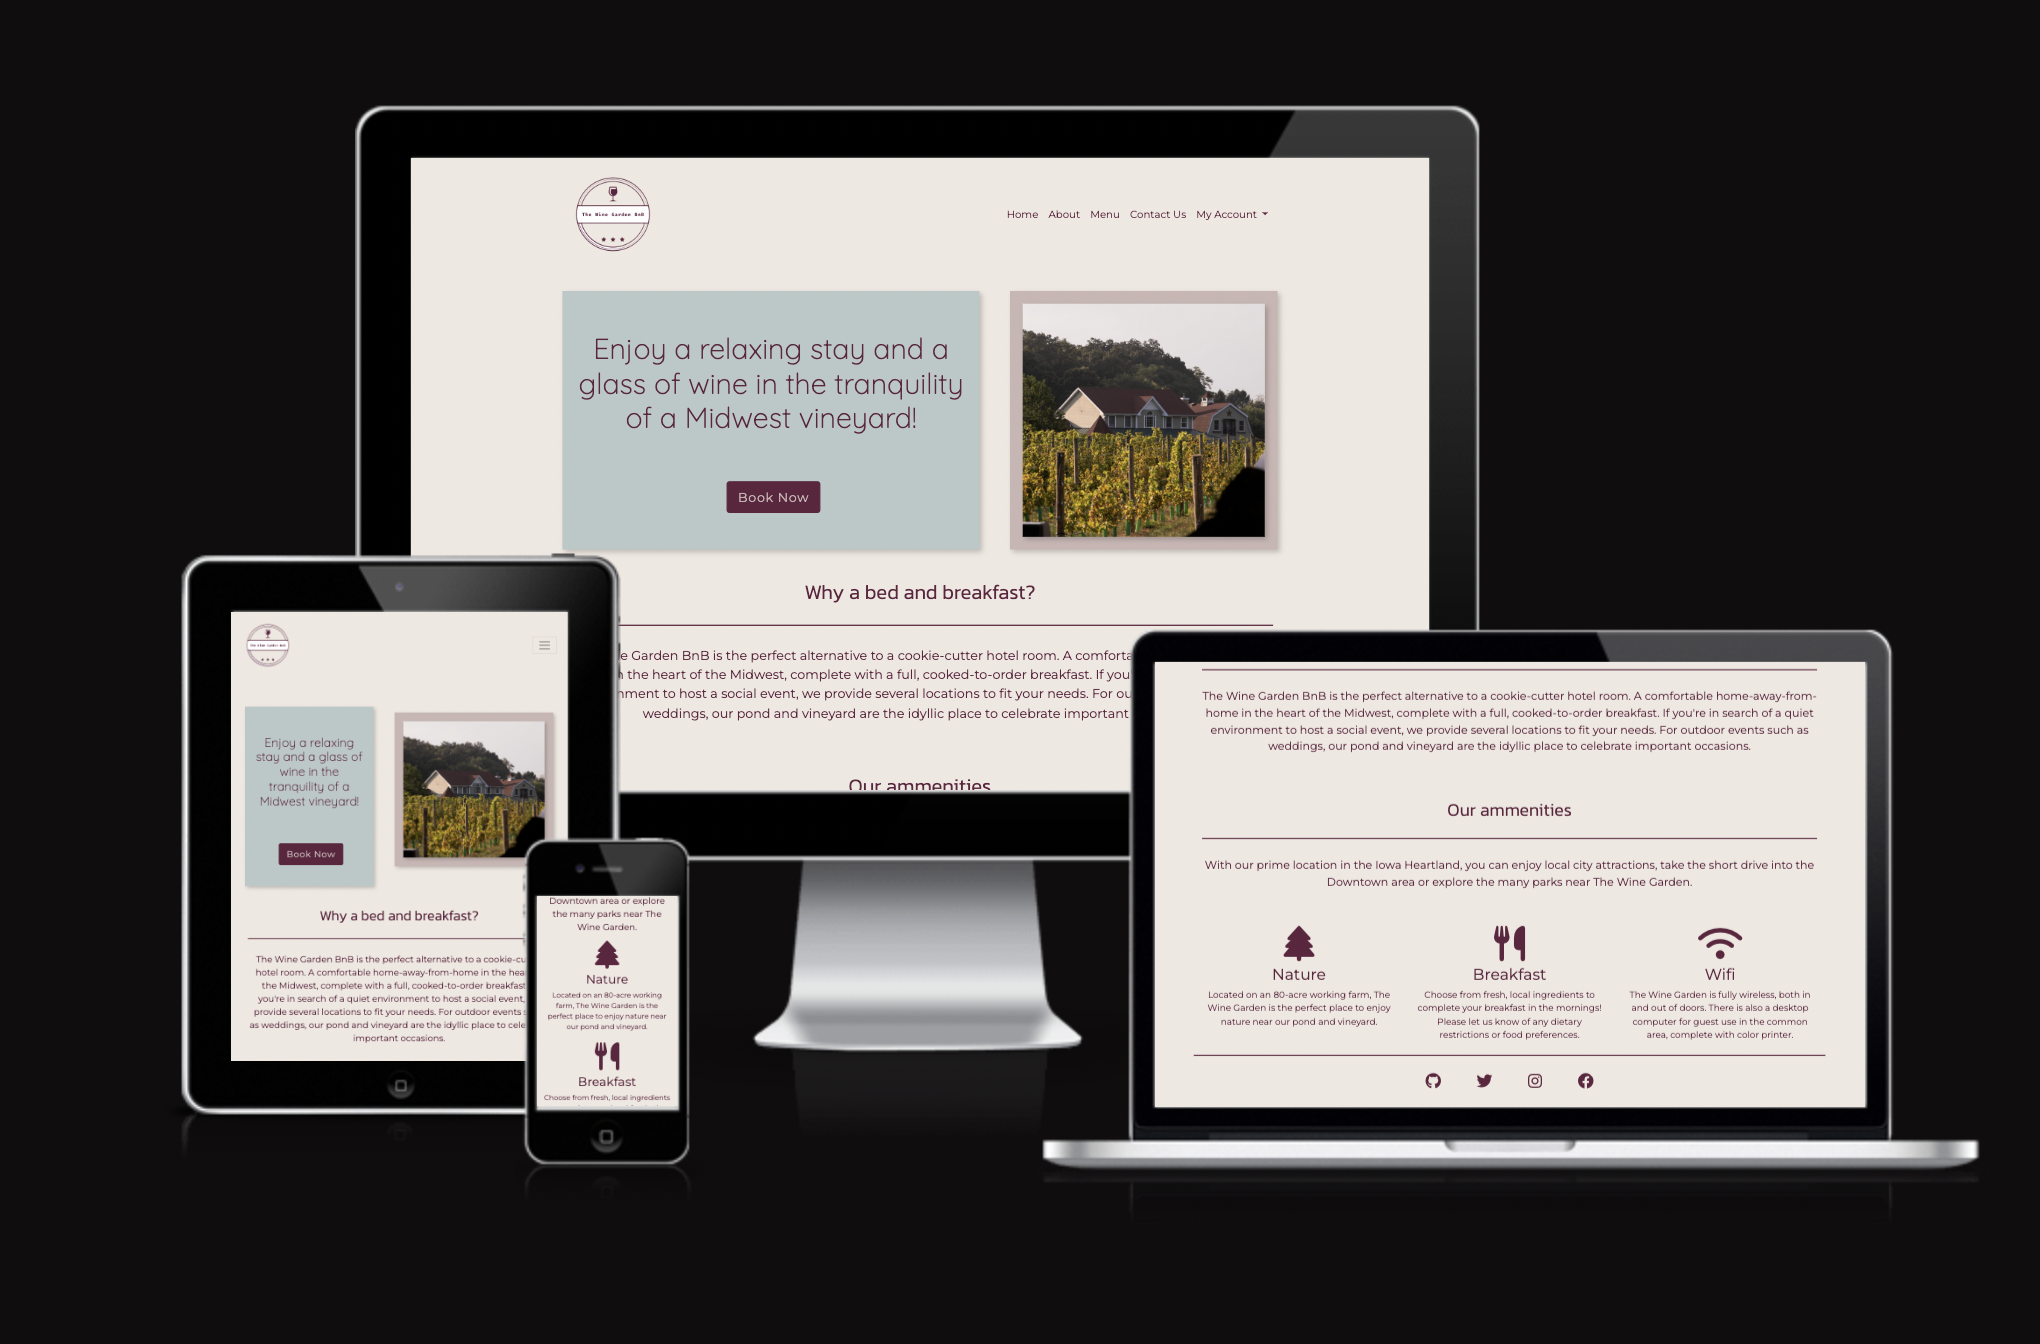 The Wine Garden BnB
Home About Menu Contact Us My Account
Enjoy a relaxing stay and a
glass of wine in the tranquility
of a Midwest vineyard!
Book Now
Why a bed and breakfast?
e Garden BnB is the perfect alternative to a cookie-cutter hotel room. A comforta
the heart of the Midwest, complete with a full, cooked-to-order breakfast. If you
nment to host a social event, we provide several locations to fit your needs. For ou
weddings, our pond and vineyard are the idyllic place to celebrate important
Our ammenities
The Wine Garden BnB
Enjoy a relaxing
stay and a glass of
wine in the
tranquility of a
Midwest vineyard!
Book Now
Why a bed and breakfast?
The Wine Garden BnB is the perfect alternative to a cookie-cu
hotel room. A comfortable home-away-from-home in the hea
the Midwest, complete with a full, cooked-to-order breakfast
you're in search of a quiet environment to host a social event,
provide several locations to fit your needs. For outdoor events
as weddings, our pond and vineyard are the idyllic place to cele
important occasions.
Downtown area or explore
the many parks near The
Wine Garden.
Nature
Located on an 80-acre working
farm, The Wine Garden is the
perfect place to enjoy nature near
our pond and vineyard.
Breakfast
Choose from fresh, local ingredients
The Wine Garden BnB is the perfect alternative to a cookie-cutter hotel room. A comfortable home-away-from-
home in the heart of the Midwest, complete with a full, cooked-to-order breakfast. If you're in search of a quiet
environment to host a social event, we provide several locations to fit your needs. For outdoor events such as
weddings, our pond and vineyard are the idyllic place to celebrate important occasions.
Our ammenities
With our prime location in the Iowa Heartland, you can enjoy local city attractions, take the short drive into the
Downtown area or explore the many parks near The Wine Garden.
Nature
Located on an 80-acre working farm, The
Wine Garden is the perfect place to enjoy
nature near our pond and vineyard.
Breakfast
Choose from fresh, local ingredients to
complete your breakfast in the mornings!
Please let us know of any dietary
restrictions or food preferences.
Wifi
The Wine Garden is fully wireless, both in
and out of doors. There is also a desktop
computer for guest use in the common
area, complete with color printer.